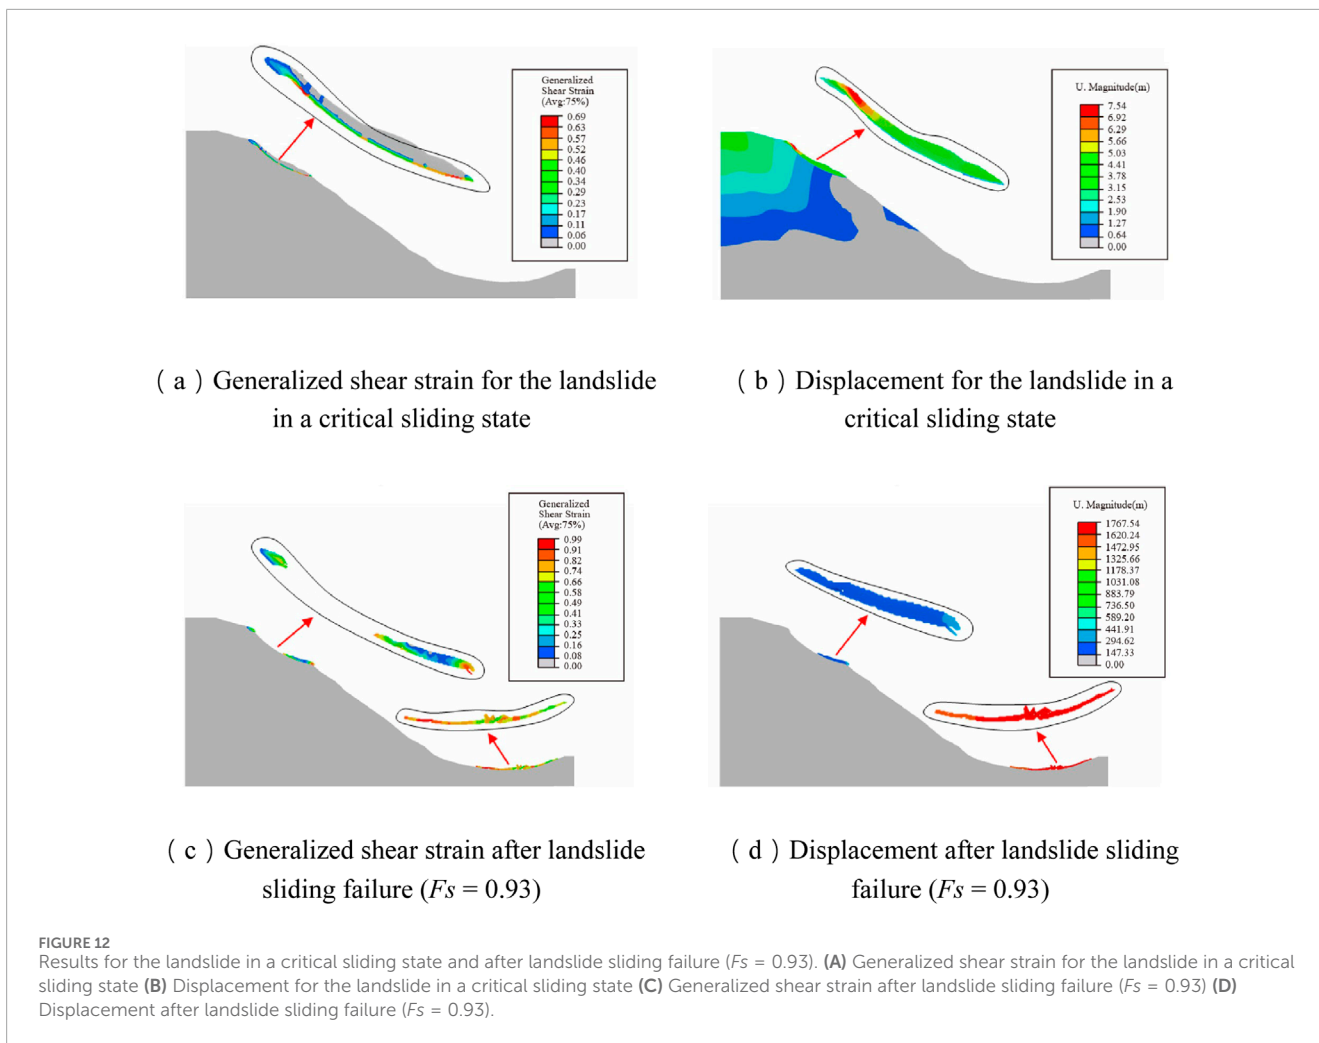 Generalized
Shear Strain
(Avg:75%)
0.69
0.63
0.57
0.52
0.46
0.40
0.34
0.29
0.23
0.17
0.11
0.06
0.00
U. Magnitude(m)
7.54
6.92
6.29
5.66
5.03
4.41
3.78
3.15
2.53
1.90
1.27
0.64
0.00
( a ) Generalized shear strain for the landslide
in a critical sliding state
( b ) Displacement for the landslide in a
critical sliding state
Generalized
Shear Strain
(Avg:75%)
0.99
0.91
0.82
0.74
0.66
0.58
0.49
0.41
0.33
0.25
0.16
0.08
0.00
U. Magnitude(m)
1767.54
1620.24
1472.95
1325.66
1178.37
1031.08
883.79
736.50
589.20
441.91
294.62
147.33
0.00
( c ) Generalized shear strain after landslide
sliding failure (Fs = 0.93)
( d ) Displacement after landslide sliding
failure (Fs = 0.93)
FIGURE 12
Results for the landslide in a critical sliding state and after landslide sliding failure (Fs = 0.93). (A) Generalized shear strain for the landslide in a critical
sliding state (B) Displacement for the landslide in a critical sliding state (C) Generalized shear strain after landslide sliding failure (Fs = 0.93) (D)
Displacement after landslide sliding failure (Fs = 0.93).